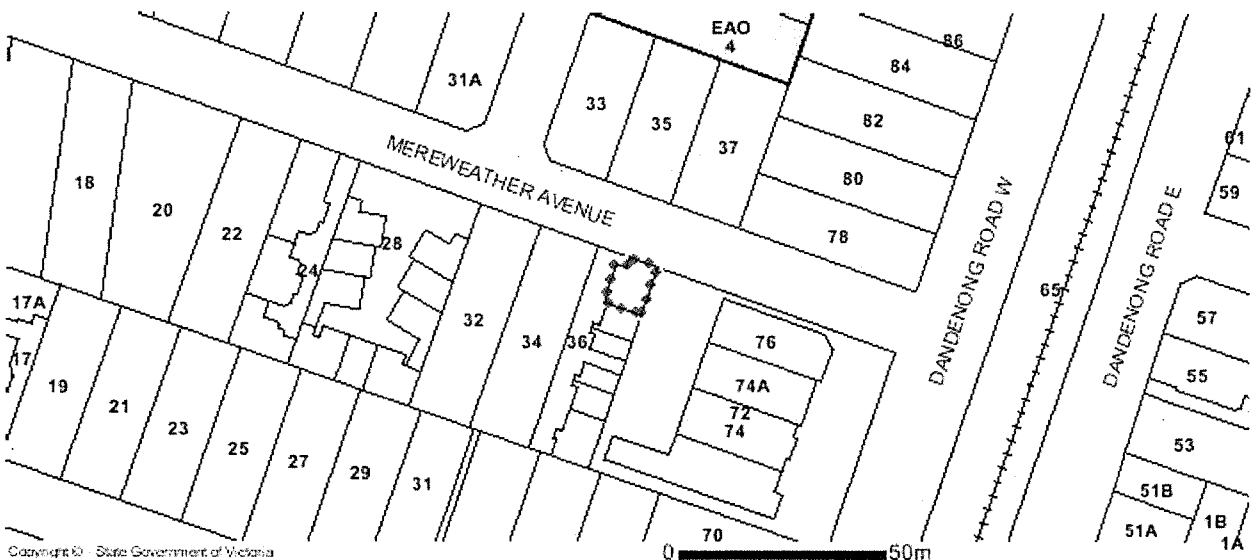 EAO
4
86
84
31A
33
35
82
61
37
MEREWEATHER AVENUE
80
59
18
20
22
28
78
DANDENONG ROAD W
DANDENONG ROAD E
24
65
17A
57
32
34
36
76
17
19
74A
55
21
72
23
74
25
53
27
29
31
51B
1B
70
51A
1A
Copyright © - State Government of Victoria
0 50m